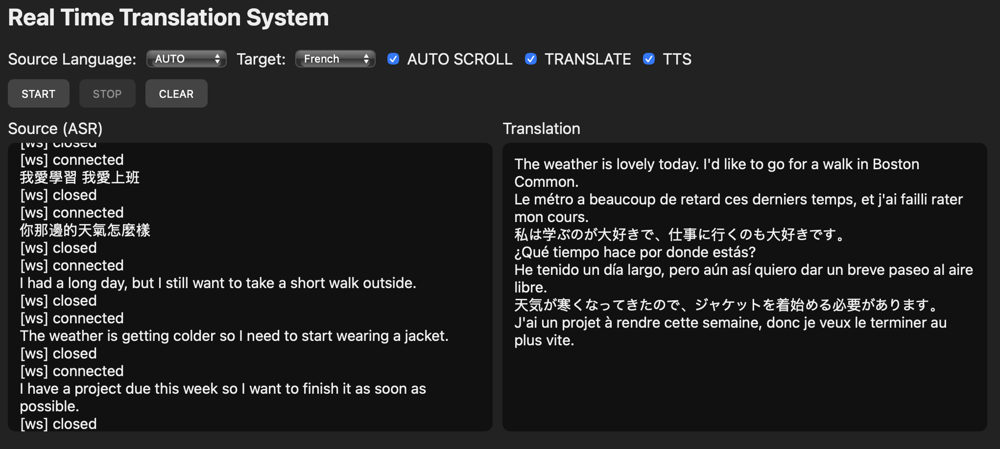 Real Time Translation System
Source Language: AUTO Target: French AUTO SCROLL TRANSLATE TTS
START STOP CLEAR
Source (ASR)
[ws] closed
[ws] connected
我愛學習 我愛上班
[ws] closed
[ws] connected
你那邊的天氣怎麼樣
[ws] closed
[ws] connected
I had a long day, but I still want to take a short walk outside.
[ws] closed
[ws] connected
The weather is getting colder so I need to start wearing a jacket.
[ws] closed
[ws] connected
I have a project due this week so I want to finish it as soon as
possible.
[ws] closed
Translation
The weather is lovely today. I'd like to go for a walk in Boston
Common.
Le métro a beaucoup de retard ces derniers temps, et j'ai failli rater
mon cours.
私は学ぶのが大好きで、仕事に行くのも大好きです。
¿Qué tiempo hace por donde estás?
He tenido un día largo, pero aún así quiero dar un breve paseo al aire
libre.
天気が寒くなってきたので、ジャケットを着始める必要があります。
J'ai un projet à rendre cette semaine, donc je veux le terminer au
plus vite.